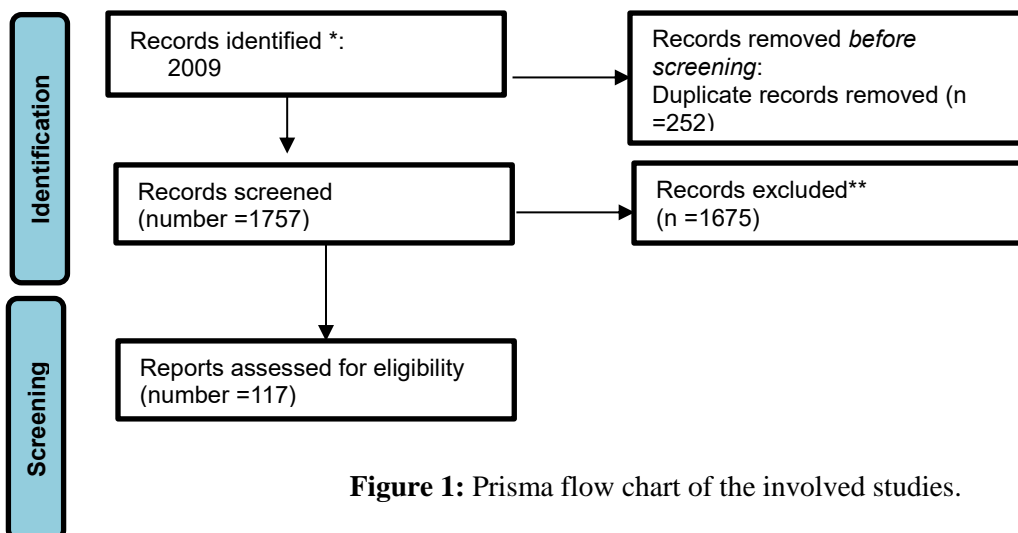 Identification
Records identified *:
2009
Records removed before
screening:
Duplicate records removed (n
=252)
Records screened
(number =1757)
Records excluded**
(n =1675)
Screening
Reports assessed for eligibility
(number =117)
Figure 1: Prisma flow chart of the involved studies.